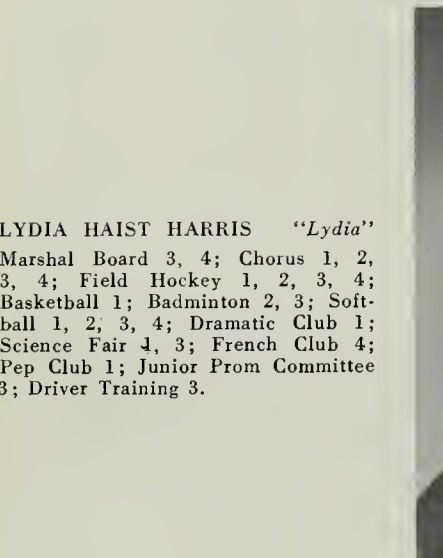 LYDIA HAIST HARRIS "Lydia"
Marshal Board 3, 4; Chorus 1, 2,
3, 4; Field Hockey 1, 2, 3, 4;
Basketball 1; Badminton 2, 3; Soft-
ball 1, 2, 3, 4; Dramatic Club 1;
Science Fair 1, 3; French Club 4;
Pep Club 1; Junior Prom Committee
3; Driver Training 3.